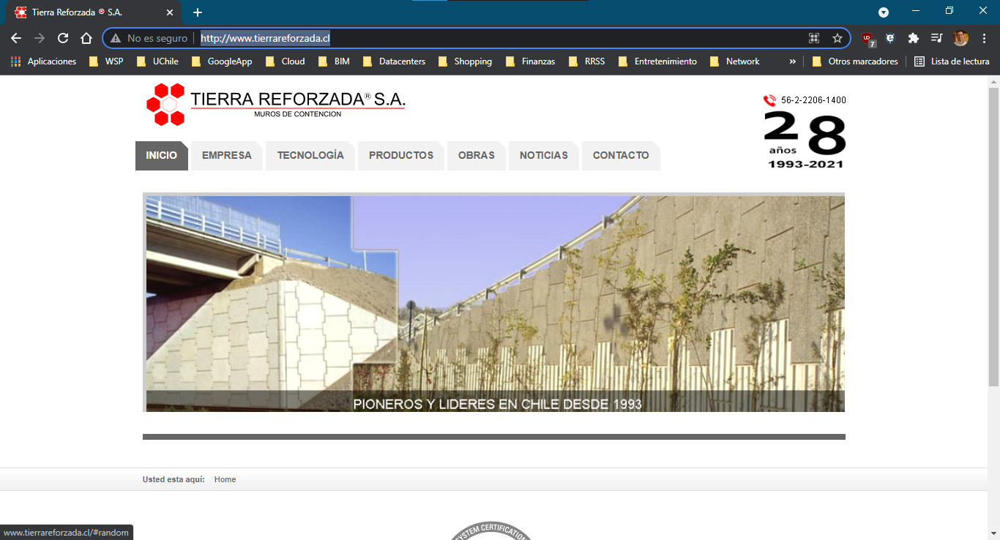 Tierra Reforzada ® S.A.
No es seguro
http://www.tierrareforzada.cl
7
Aplicaciones
WSP
UChile
GoogleApp
Cloud
BIM
Datacenters
Shopping
Finanzas
RRSS
Entretenimiento
Network
»
Otros marcadores
Lista de lectura
TIERRA REFORZADA® S.A.
MUROS DE CONTENCION
56-2-2206-1400
28
años
1993-2021
INICIO
EMPRESA
TECNOLOGÍA
PRODUCTOS
OBRAS
NOTICIAS
CONTACTO
PIONEROS Y LIDERES EN CHILE DESDE 1993
Usted esta aquí: Home
SYSTEM CERTIFICATION
www.tierrareforzada.cl/#random